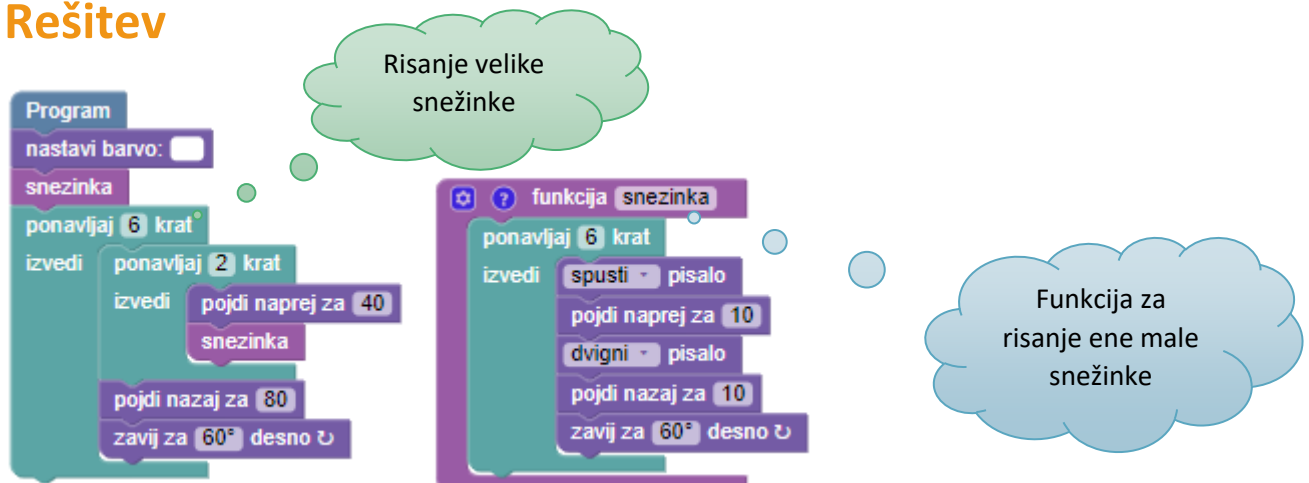 Rešitev
Risanje velike
snežinke
Program
nastavi barvo:
snezinka
ponavljaj 6 krat
izvedi
ponavljaj 2 krat
izvedi
pojdi naprej za 40
snezinka
pojdi nazaj za 80
zavij za 60° desno ↻
? funkcija snezinka
ponavljaj 6 krat
izvedi
spusti pisalo
pojdi naprej za 10
dvigni pisalo
pojdi nazaj za 10
zavij za 60° desno ↻
Funkcija za
risanje ene male
snežinke